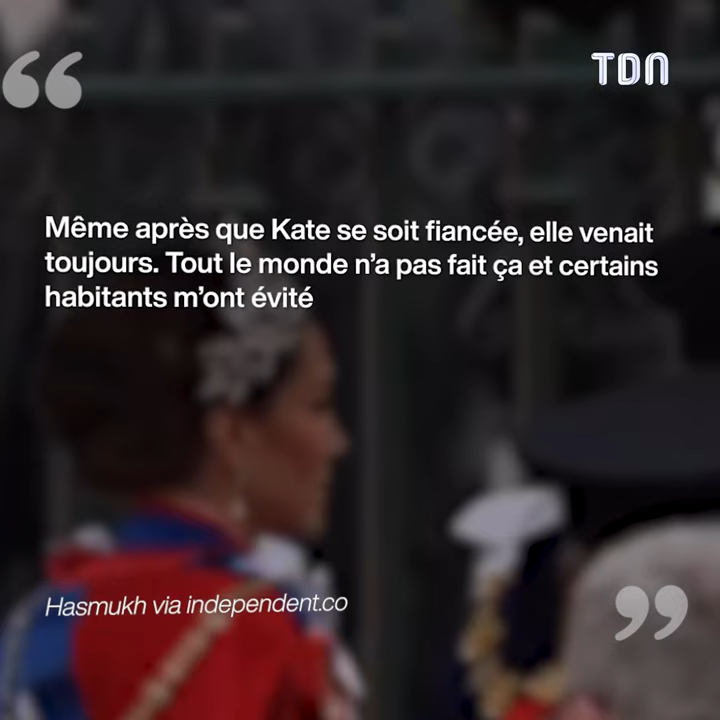 TDN
Même après que Kate se soit fiancée, elle venait
toujours. Tout le monde n’a pas fait ça et certains
habitants m’ont évité
Hasmukh via independent.co